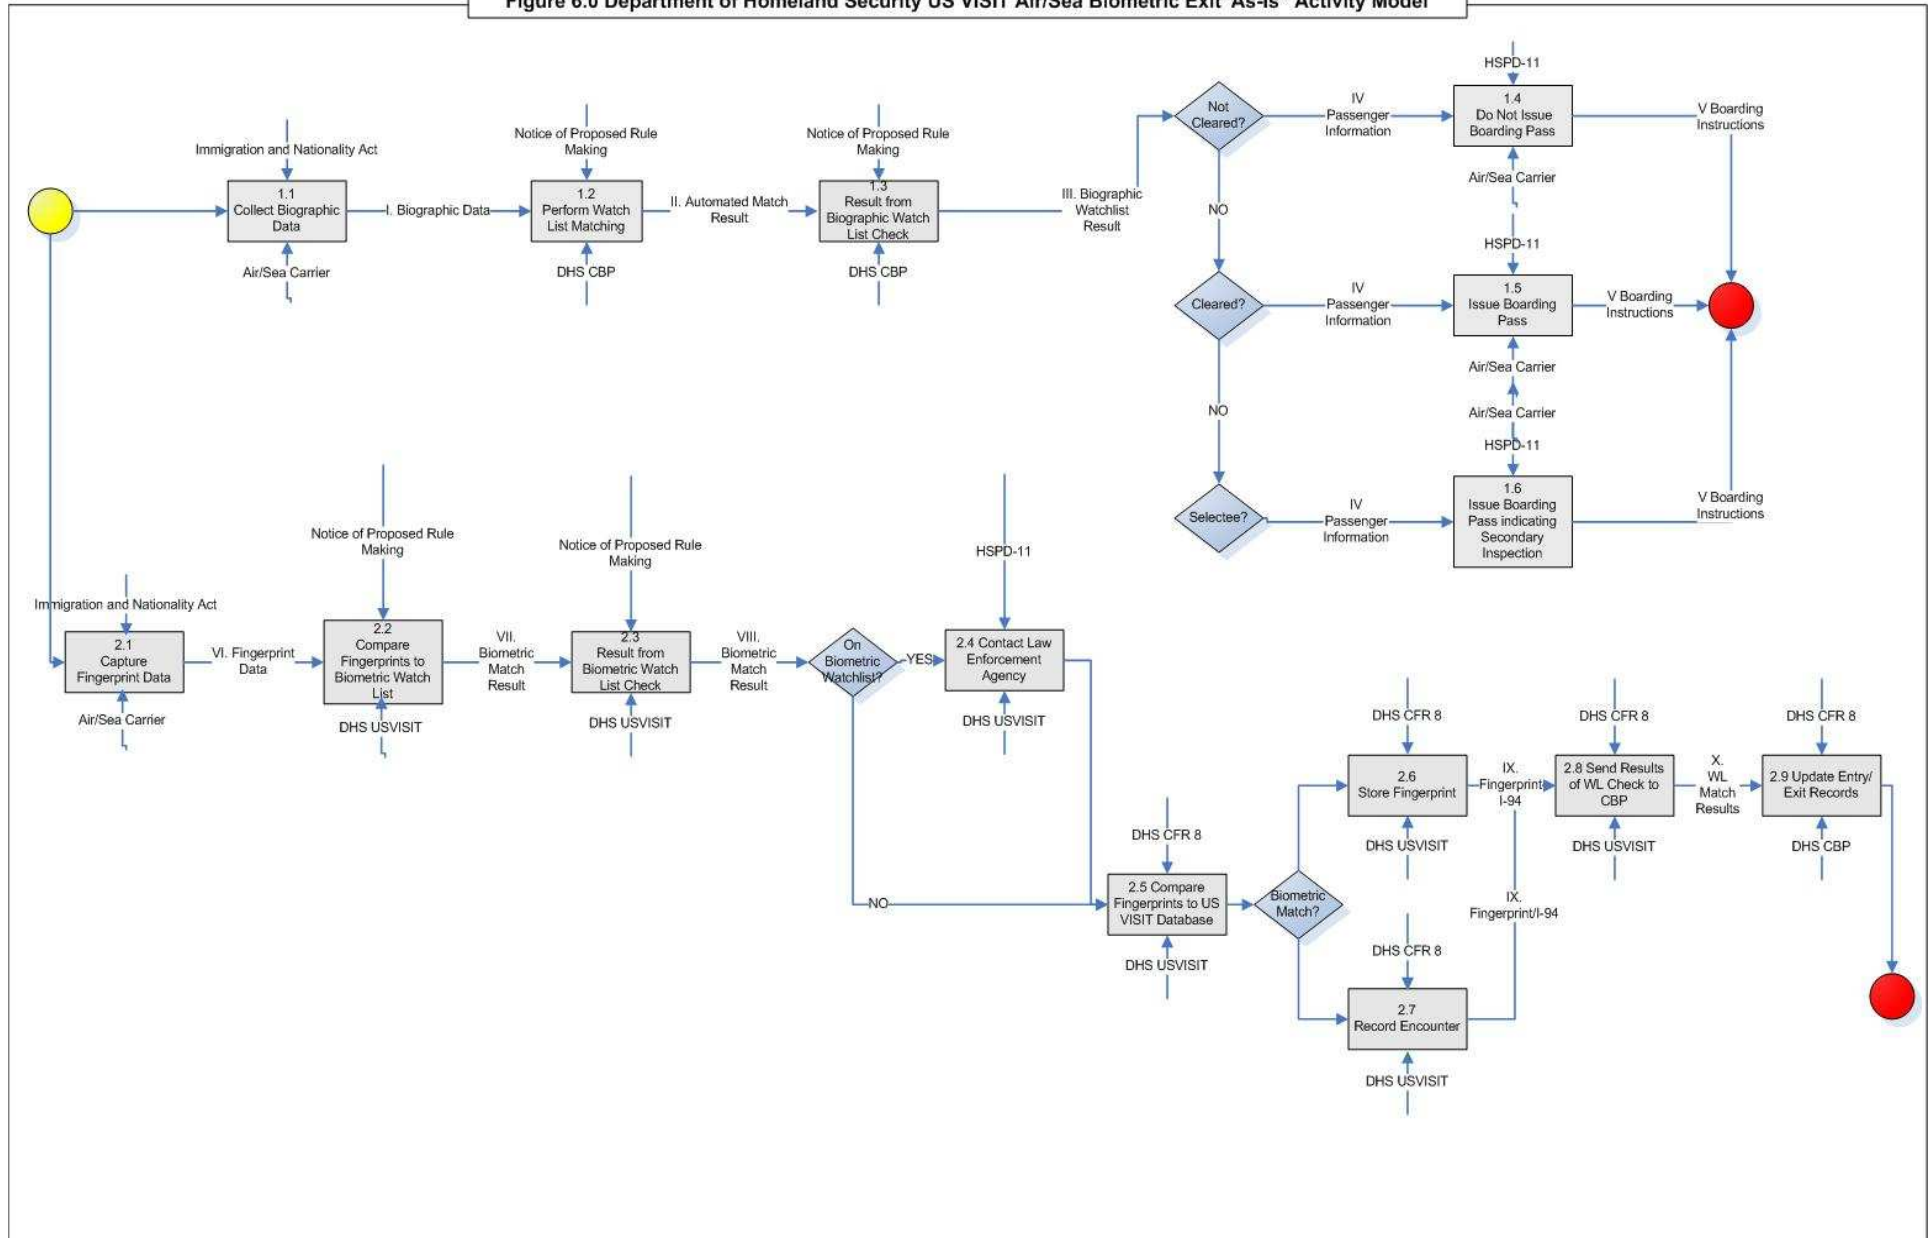 Figure 6.0 Department of Homeland Security US VISIT Air/Sea Biometric Exit "As-Is" Activity Model
Immigration and Nationality Act
1.1
Collect Biographic
Data
Air/Sea Carrier
I. Biographic Data
Notice of Proposed Rule
Making
1.2
Perform Watch
List Matching
DHS CBP
II. Automated Match
Result
Notice of Proposed Rule
Making
1.3
Result from
Biographic Watch
List Check
DHS CBP
III. Biographic
Watchlist
Result
Not
Cleared?
IV
Passenger
Information
HSPD-11
1.4
Do Not Issue
Boarding Pass
Air/Sea Carrier
V Boarding
Instructions
NO
Cleared?
IV
Passenger
Information
HSPD-11
1.5
Issue Boarding
Pass
Air/Sea Carrier
V Boarding
Instructions
NO
Selectee?
IV
Passenger
Information
Air/Sea Carrier
HSPD-11
1.6
Issue Boarding
Pass indicating
Secondary
Inspection
V Boarding
Instructions
Immigration and Nationality Act
2.1
Capture
Fingerprint Data
Air/Sea Carrier
VI. Fingerprint
Data
Notice of Proposed Rule
Making
2.2
Compare
Fingerprints to
Biometric Watch
List
DHS USVISIT
VII.
Biometric
Match
Result
Notice of Proposed Rule
Making
2.3
Result from
Biometric Watch
List Check
DHS USVISIT
VIII.
Biometric
Match
Result
On
Biometric
Watchlist?
YES
HSPD-11
2.4 Contact Law
Enforcement
Agency
DHS USVISIT
NO
DHS CFR 8
2.5 Compare
Fingerprints to US
VISIT Database
DHS USVISIT
Biometric
Match?
DHS CFR 8
2.6
Store Fingerprint
DHS USVISIT
IX.
Fingerprint/
I-94
DHS CFR 8
2.7
Record Encounter
DHS USVISIT
IX.
Fingerprint/I-94
DHS CFR 8
2.8 Send Results
of WL Check to
CBP
DHS USVISIT
X.
WL
Match
Results
DHS CFR 8
2.9 Update Entry/
Exit Records
DHS CBP